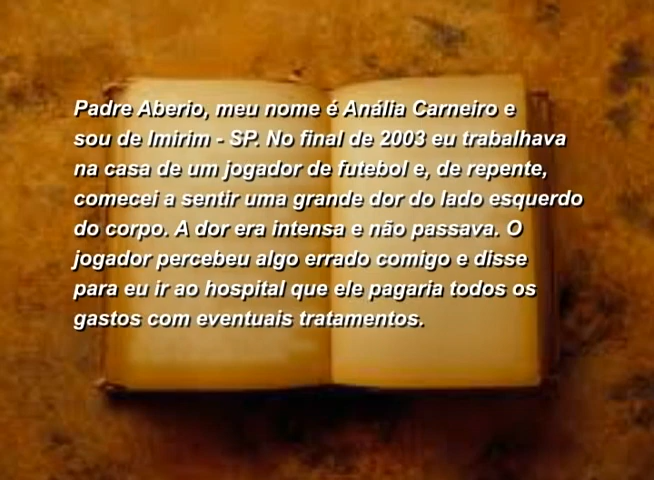 Padre Aberio, meu nome é Anália Carneiro e
sou de Imirim - SP. No final de 2003 eu trabalhava
na casa de um jogador de futebol e, de repente,
comecei a sentir uma grande dor do lado esquerdo
do corpo. A dor era intensa e não passava. O
jogador percebeu algo errado comigo e disse
para eu ir ao hospital que ele pagaria todos os
gastos com eventuais tratamentos.